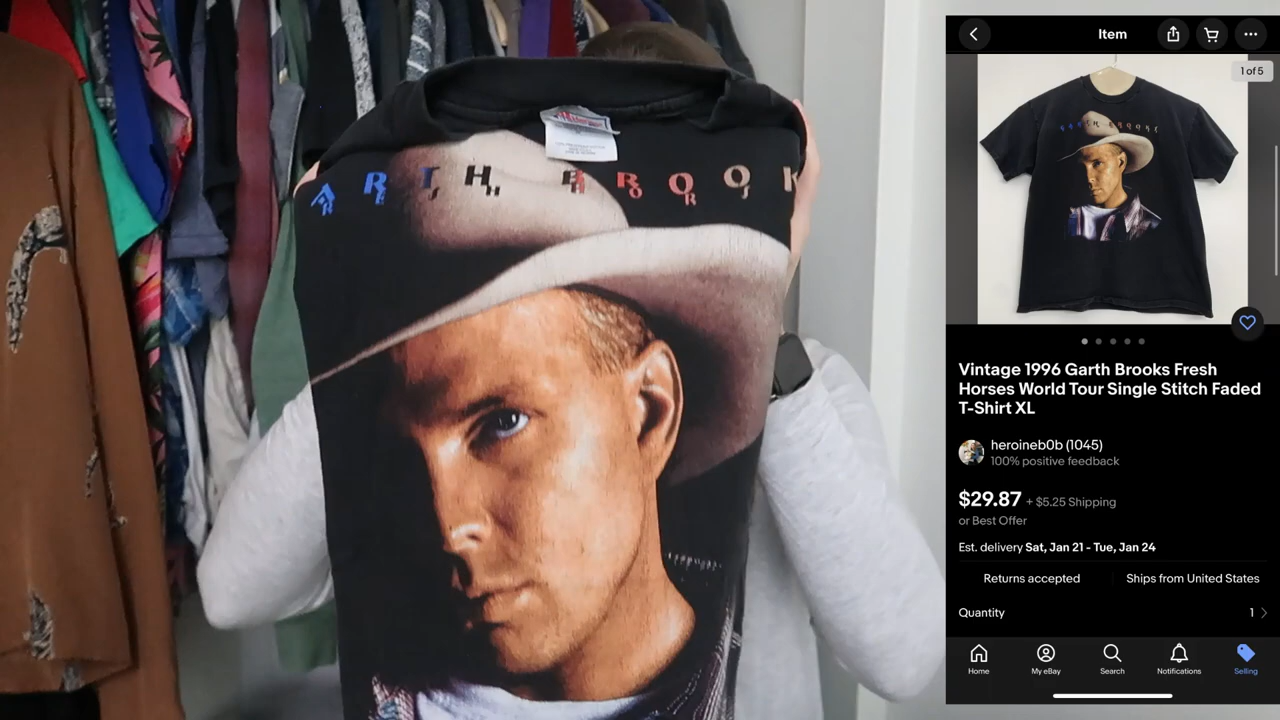 ARTH BROOK
Item
1 of 5
Vintage 1996 Garth Brooks Fresh
Horses World Tour Single Stitch Faded
T-Shirt XL
heroineb0b (1045)
100% positive feedback
$29.87 + $5.25 Shipping
or Best Offer
Est. delivery Sat, Jan 21 - Tue, Jan 24
Returns accepted
Ships from United States
Quantity 1
Home My eBay Search Notifications Selling